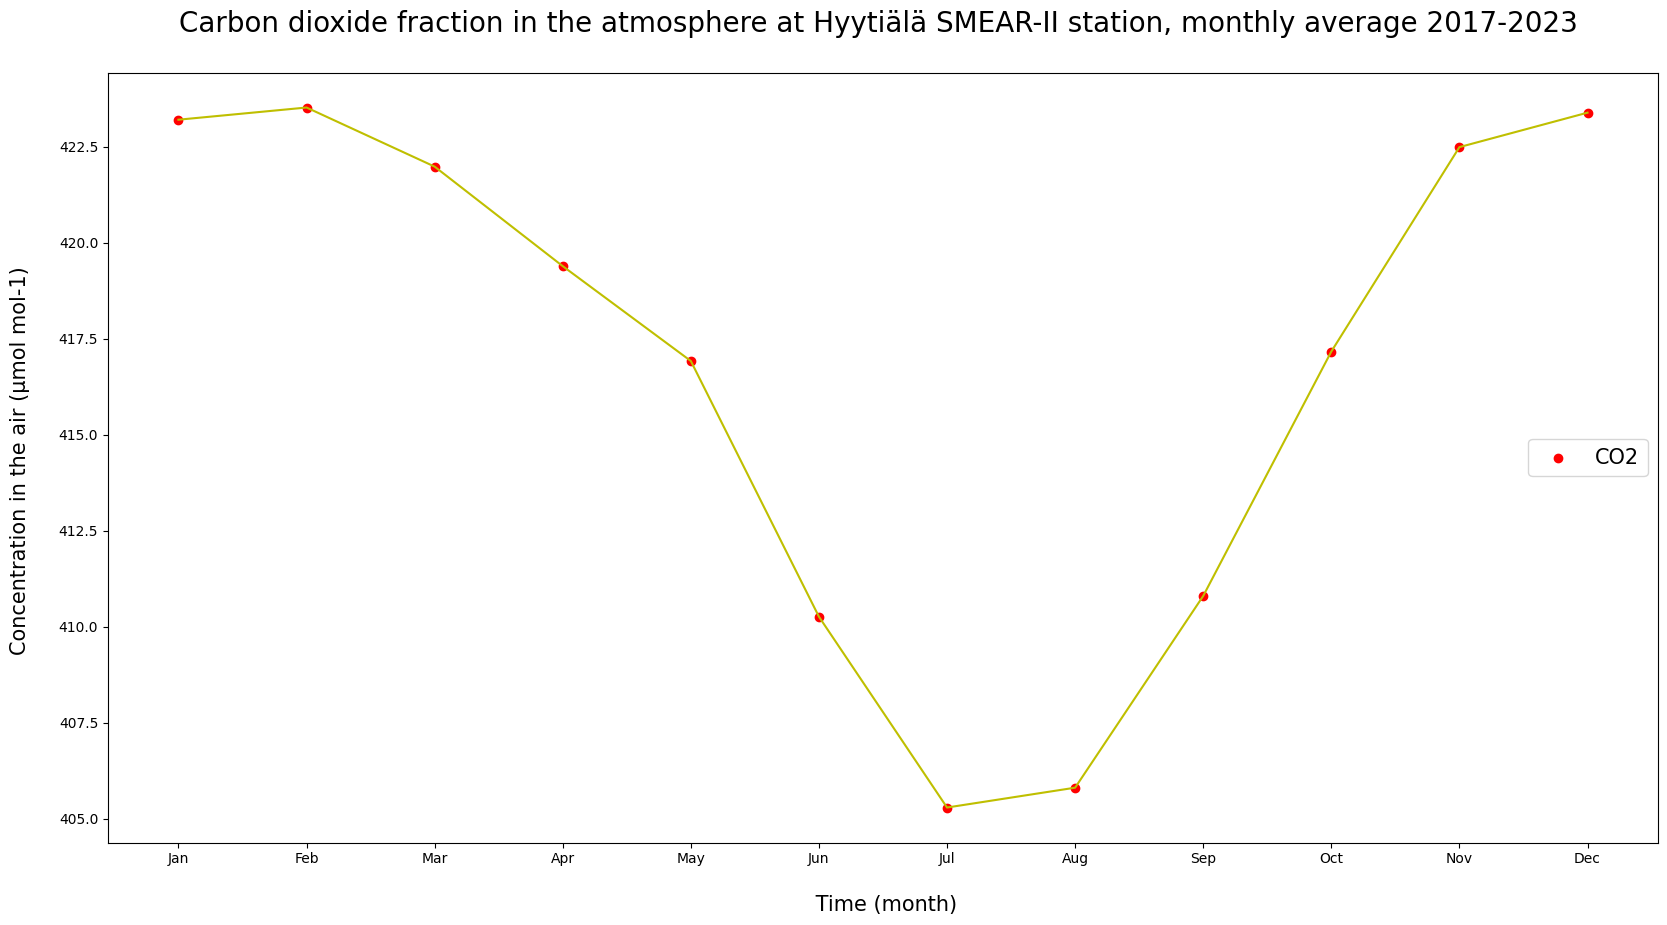 Carbon dioxide fraction in the atmosphere at Hyytiälä SMEAR-II station, monthly average 2017-2023
Concentration in the air (µmol mol-1)
422.5
420.0
417.5
415.0
412.5
410.0
407.5
405.0
CO2
Jan Feb Mar Apr May Jun Jul Aug Sep Oct Nov Dec
Time (month)